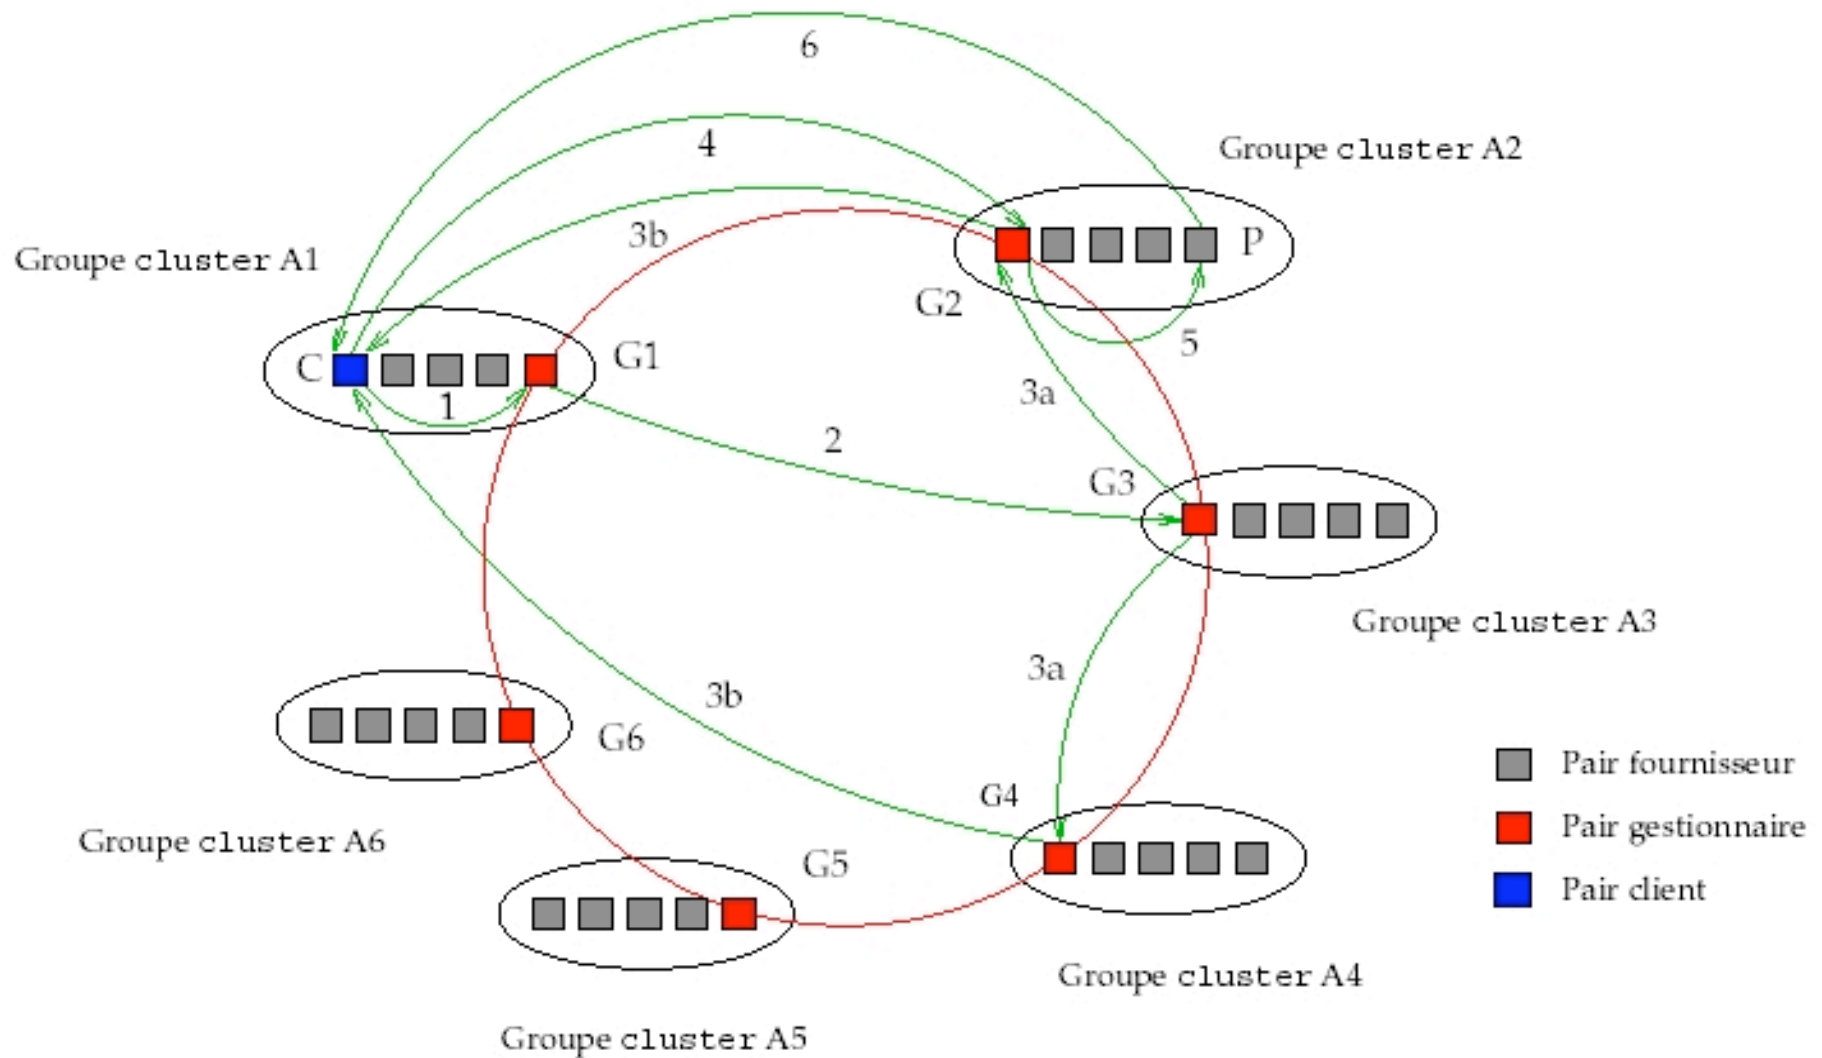 6
4
Groupe cluster A2
3b
P
Groupe cluster A1
G2
5
C
G1
3a
1
2
G3
Groupe cluster A3
3a
3b
G6
Pair fournisseur
G4
Pair gestionnaire
Groupe cluster A6
G5
Pair client
Groupe cluster A4
Groupe cluster A5